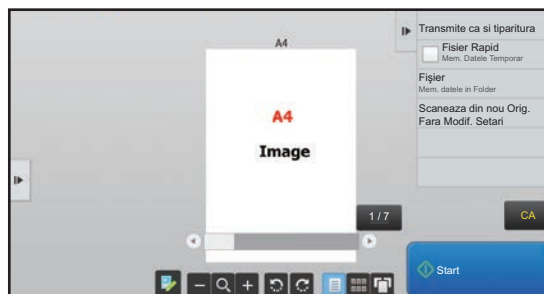 A4
A4
Image
1 / 7
Transmite ca si tiparitura
Fisier Rapid
Mem. Datele Temporar
Fişier
Mem. datele in Folder
Scaneaza din nou Orig.
Fara Modif. Setari
CA
Start